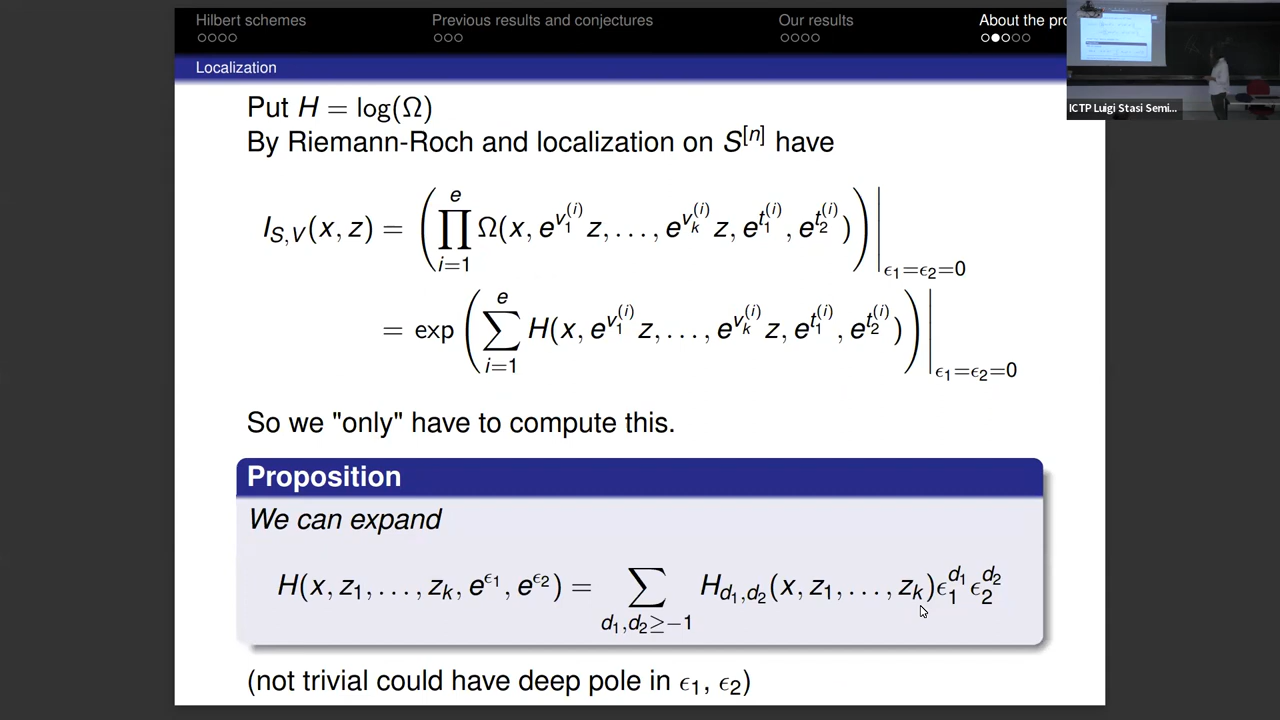 Hilbert schemes
Previous results and conjectures
Our results
About the pro
Localization
ICTP Luigi Stasi Semi...
Put H = log(Ω)
By Riemann-Roch and localization on S^{[n]} have
I_{S,V}(x, z) = (∏_{i=1}^{e} Ω(x, e^{v_1^{(i)}} z, . . . , e^{v_k^{(i)}} z, e^{t_1^{(i)}}, e^{t_2^{(i)}}))|_{ϵ_1=ϵ_2=0}
= exp (∑_{i=1}^{e} H(x, e^{v_1^{(i)}} z, . . . , e^{v_k^{(i)}} z, e^{t_1^{(i)}}, e^{t_2^{(i)}}))|_{ϵ_1=ϵ_2=0}
So we "only" have to compute this.
Proposition
We can expand
H(x, z_1, . . . , z_k, e^{ϵ_1}, e^{ϵ_2}) = ∑_{d_1,d_2≥−1} H_{d_1,d_2}(x, z_1, . . . , z_k)ϵ_1^{d_1} ϵ_2^{d_2}
(not trivial could have deep pole in ϵ_1, ϵ_2)